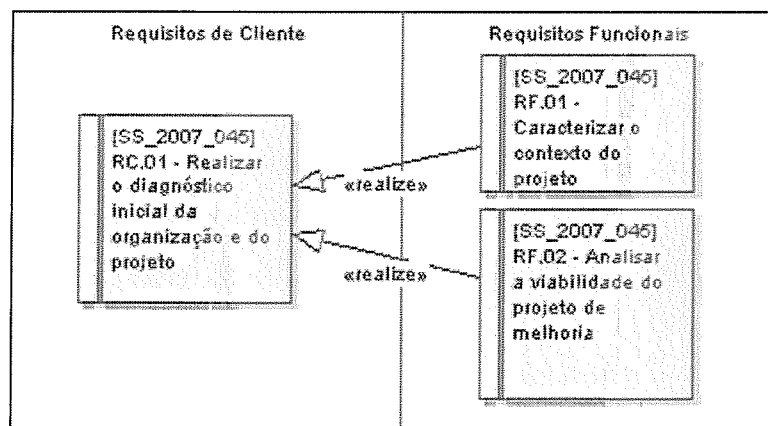 Requisitos de Cliente
Requisitos Funcionais
[SS_2007_045]
RC.01 - Realizar
o diagnóstico
inicial da
organização e do
projeto
«realize»
«realize»
[SS_2007_045]
RF.01 -
Caracterizar o
contexto do
projeto
[SS_2007_045]
RF.02 - Analisar
a viabilidade do
projeto de
melhoria